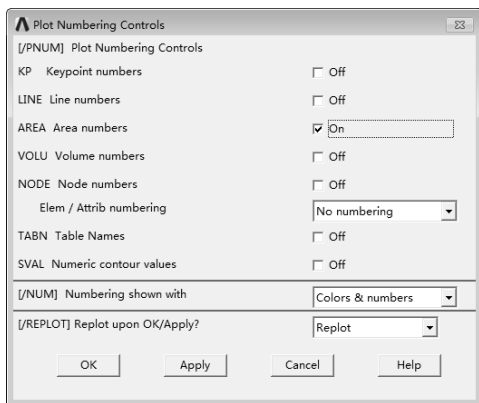 Plot Numbering Controls
[/PNUM] Plot Numbering Controls
KP Keypoint numbers Off
LINE Line numbers Off
AREA Area numbers On
VOLU Volume numbers Off
NODE Node numbers Off
Elem / Attrib numbering No numbering
TABN Table Names Off
SVAL Numeric contour values Off
[/NUM] Numbering shown with Colors & numbers
[/REPLOT] Replot upon OK/Apply? Replot
OK Apply Cancel Help